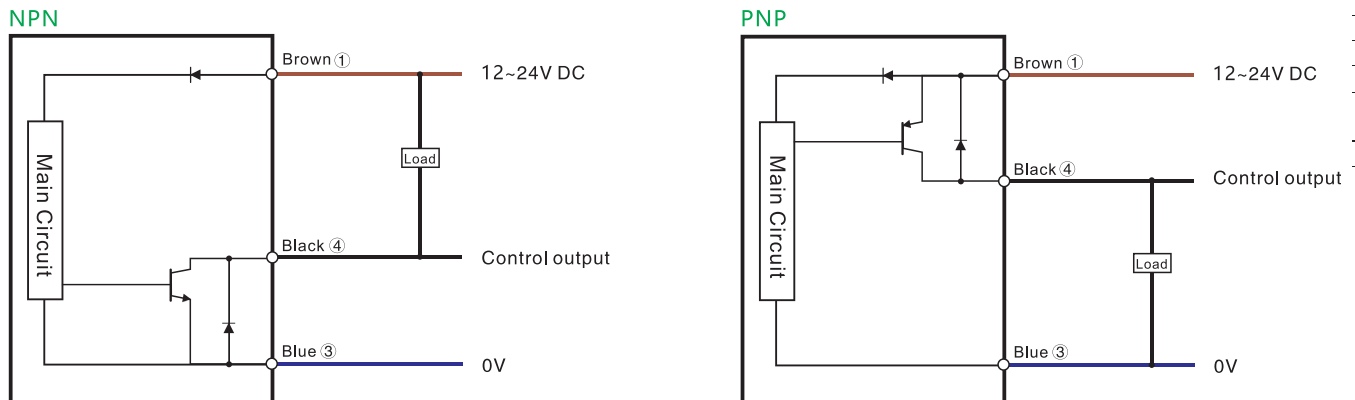 NPN
Brown ①
12~24V DC
Load
Main Circuit
Black ④
Control output
Blue ③
0V
PNP
Brown ①
12~24V DC
Main Circuit
Black ④
Control output
Load
Blue ③
0V